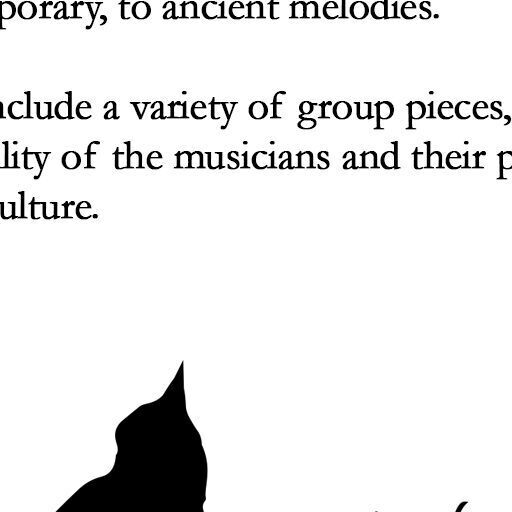 porary, to ancient melodies.
nclude a variety of group pieces,
lity of the musicians and their p
ulture.